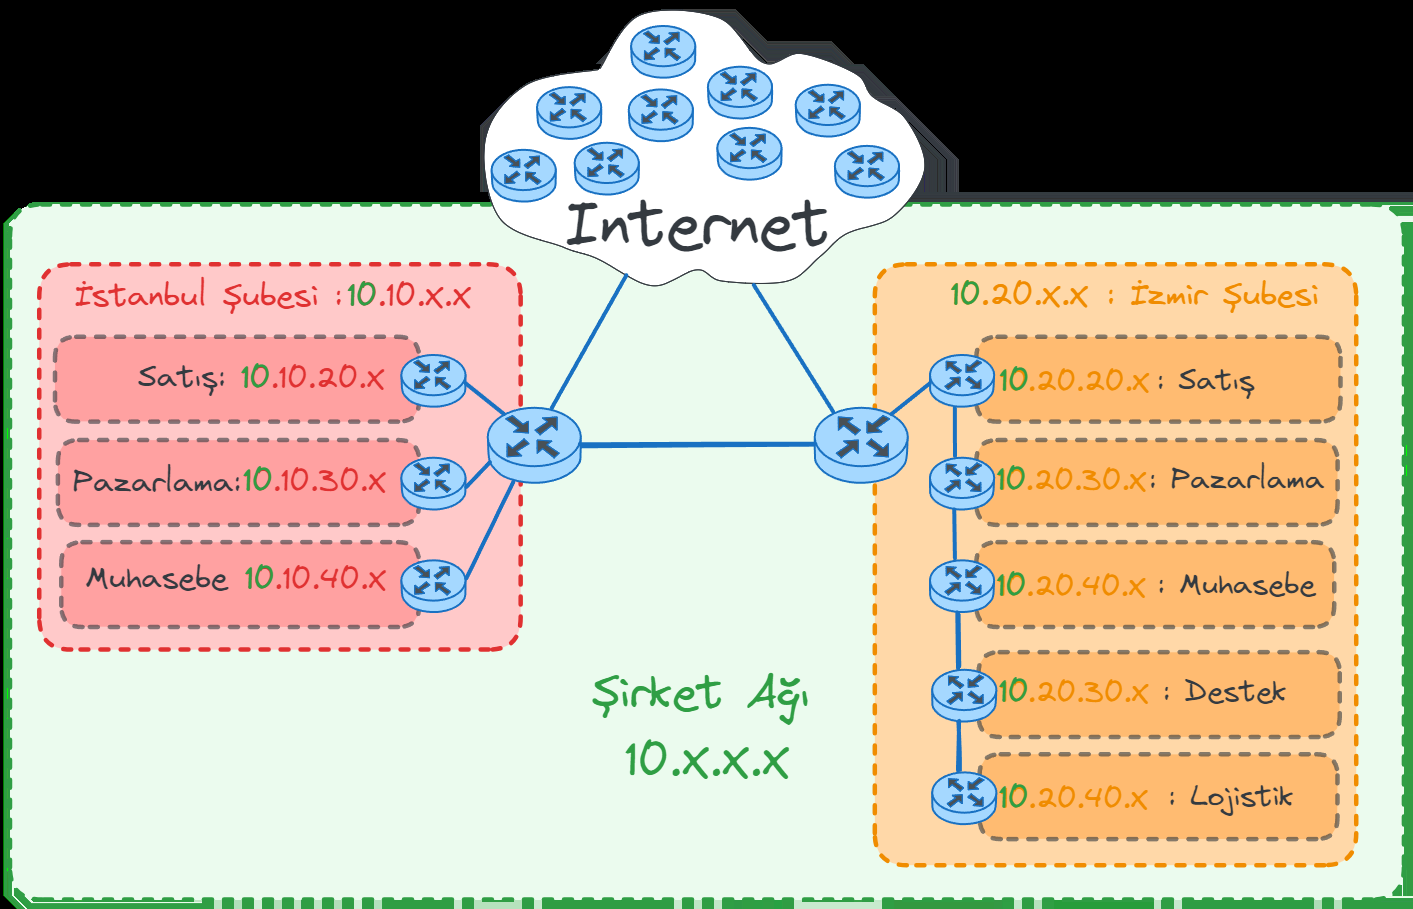 Internet
İstanbul Şubesi :10.10.x.x
Satış: 10.10.20.x
Pazarlama:10.10.30.x
Muhasebe 10.10.40.x
10.20.x.x : İzmir Şubesi
10.20.20.x : Satış
10.20.30.x: Pazarlama
10.20.40.x : Muhasebe
10.20.30.x : Destek
10.20.40.x : Lojistik
Şirket Ağı
10.x.x.x